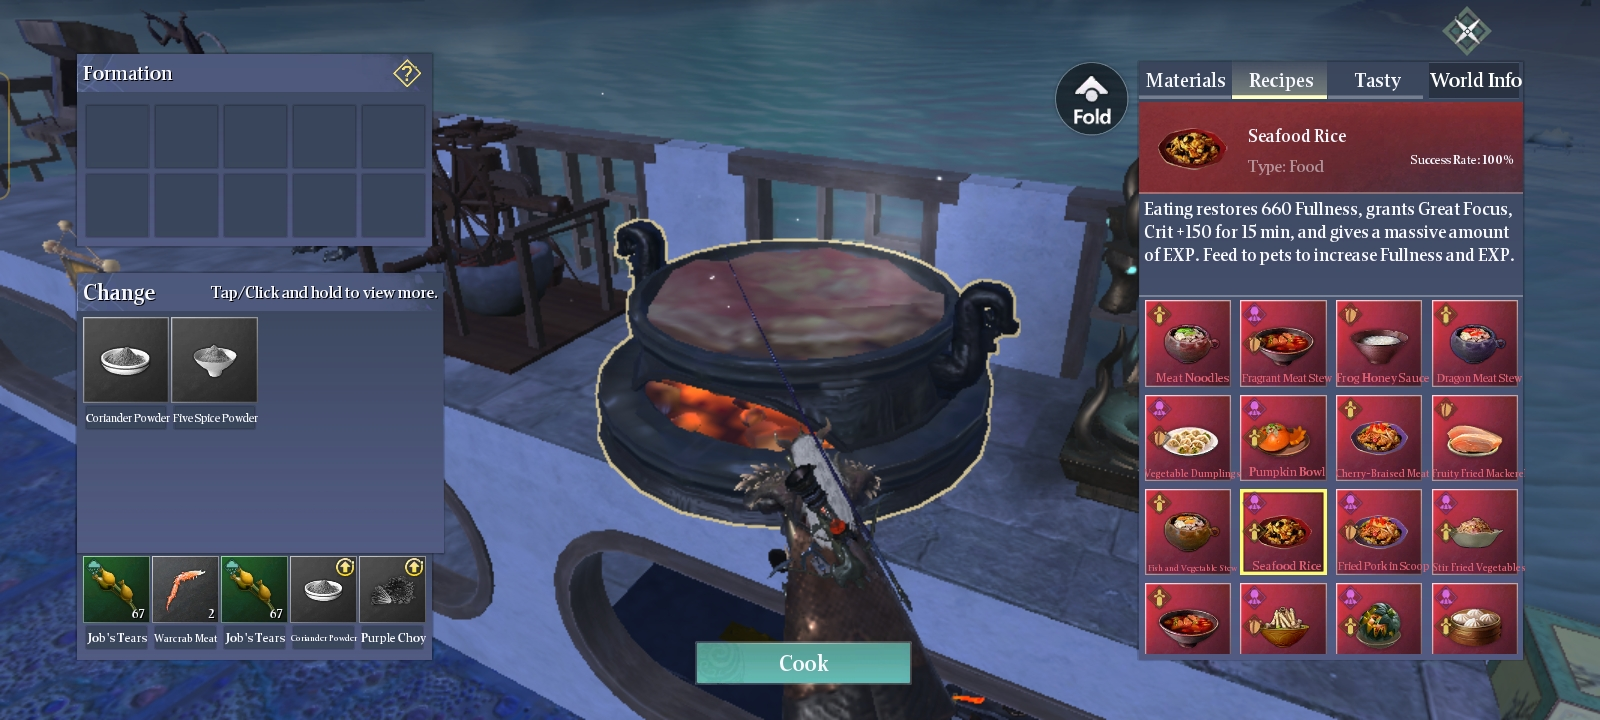 Formation
?
Change
Tap/Click and hold to view more.
Coriander Powder
Five Spice Powder
67
2
67
Job's Tears
Warcrab Meat
Job's Tears
Coriander Powder
Purple Choy
Fold
Cook
Materials
Recipes
Tasty
World Info
Seafood Rice
Type: Food
Success Rate: 100%
Eating restores 660 Fullness, grants Great Focus,
Crit +150 for 15 min, and gives a massive amount
of EXP. Feed to pets to increase Fullness and EXP.
Meat Noodles
Fragrant Meat Stew
Frog Honey Sauce
Dragon Meat Stew
Vegetable Dumplings
Pumpkin Bowl
Cherry-Braised Meat
Fruity Fried Mackere
Fish and Vegetable Stew
Seafood Rice
Fried Pork in Scoop
Stir Fried Vegetables